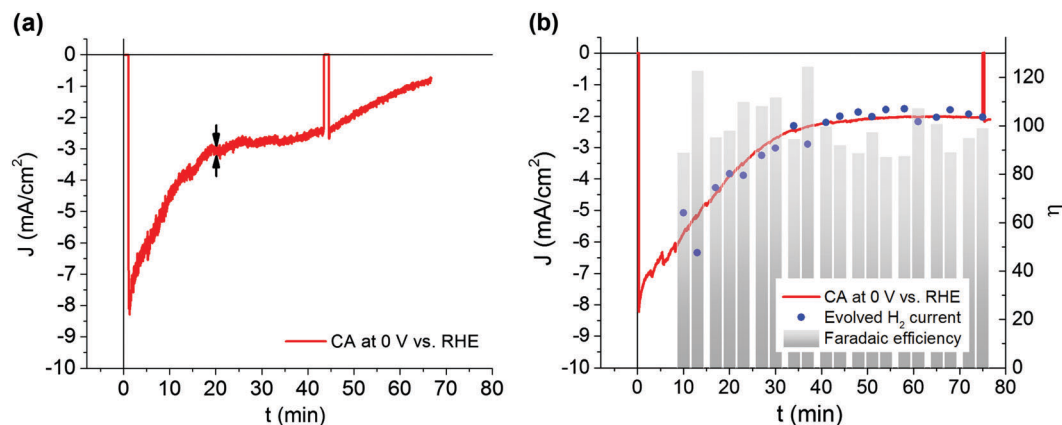 (a)
0
-1
-2
-3
-4
-5
-6
-7
-8
-9
-10
J (mA/cm²)
CA at 0 V vs. RHE
0 10 20 30 40 50 60 70 80
t (min)
(b)
0
-1
-2
-3
-4
-5
-6
-7
-8
-9
-10
J (mA/cm²)
120
100
80
60
40
20
0
η
CA at 0 V vs. RHE
Evolved H₂ current
Faradaic efficiency
0 10 20 30 40 50 60 70 80
t (min)